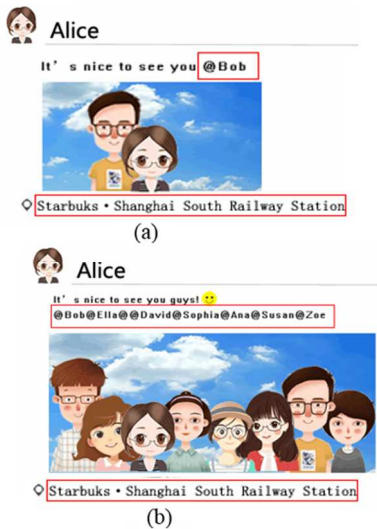 Alice
It's nice to see you @Bob
Starbuks・Shanghai South Railway Station
(a)
Alice
It's nice to see you guys!
@Bob@Ella@@David@Sophia@Ana@Susan@Zoe
Starbuks・Shanghai South Railway Station
(b)